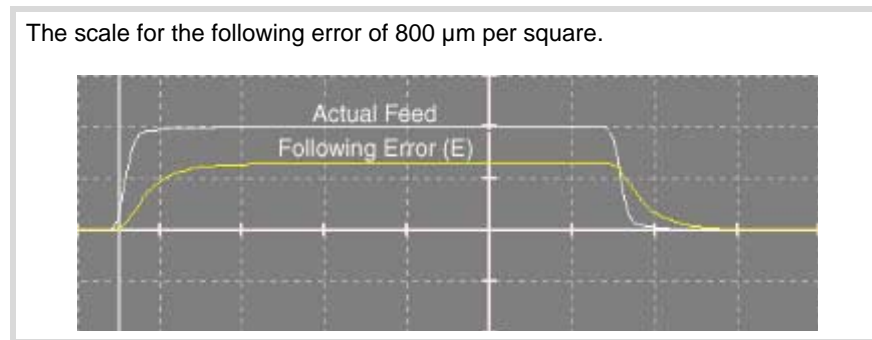 The scale for the following error of 800 µm per square.
Actual Feed
Following Error (E)